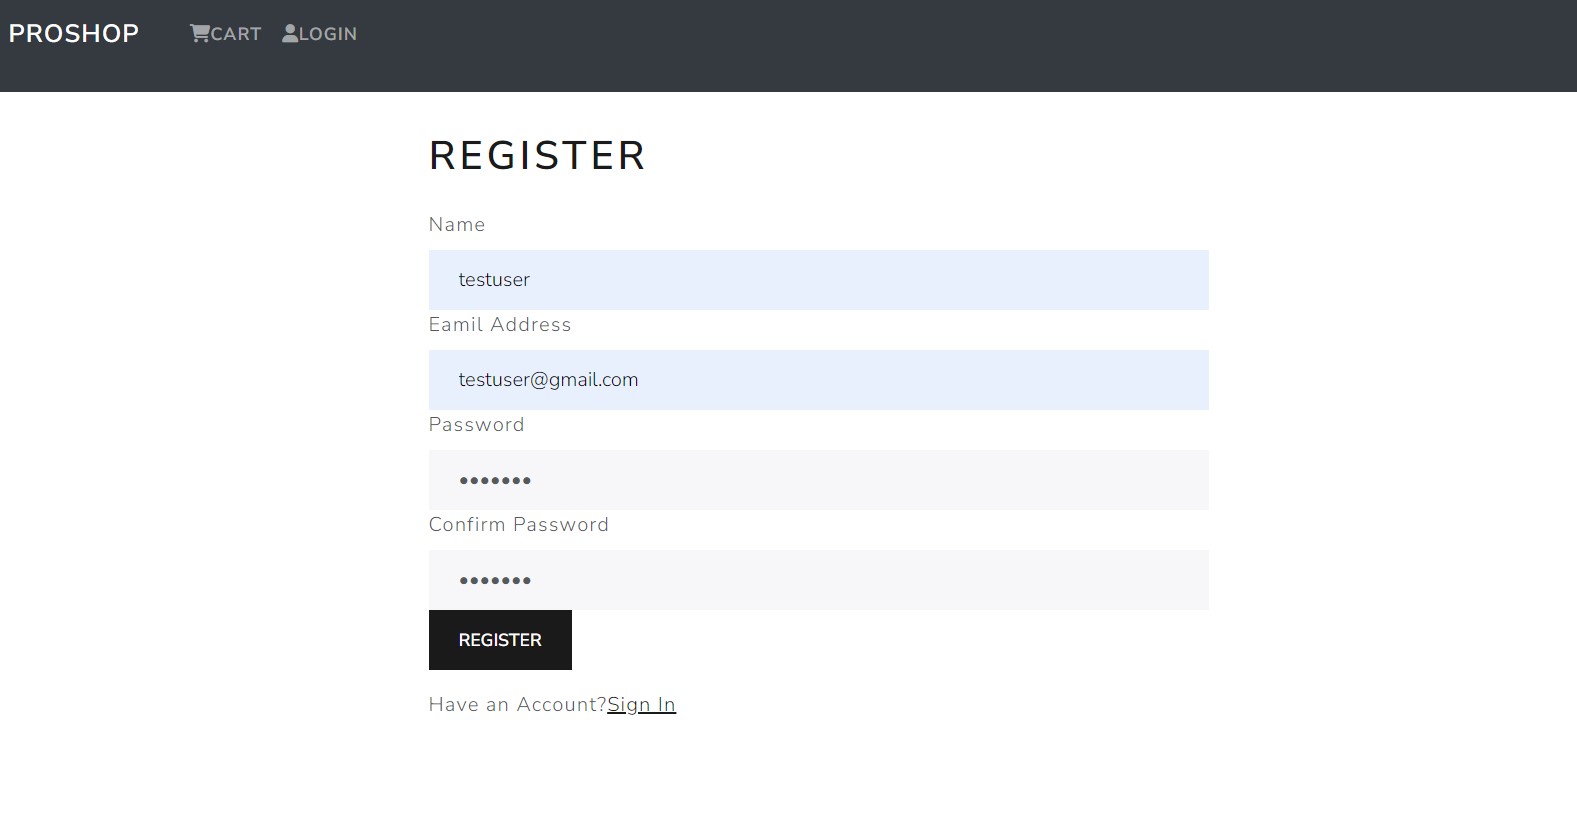 PROSHOP CART LOGIN
REGISTER
Name
testuser
Eamil Address
testuser@gmail.com
Password
•••••••
Confirm Password
•••••••
REGISTER
Have an Account?Sign In